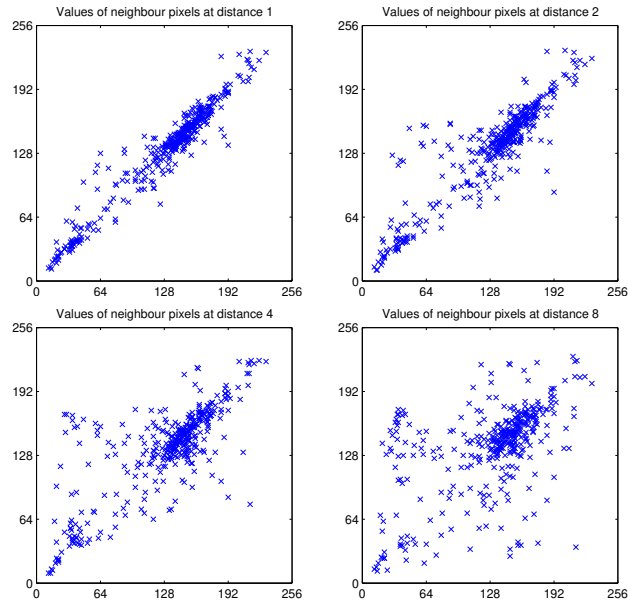 Values of neighbour pixels at distance 1
256
192
128
64
0
0 64 128 192 256
Values of neighbour pixels at distance 2
256
192
128
64
0
0 64 128 192 256
Values of neighbour pixels at distance 4
256
192
128
64
0
0 64 128 192 256
Values of neighbour pixels at distance 8
256
192
128
64
0
0 64 128 192 256